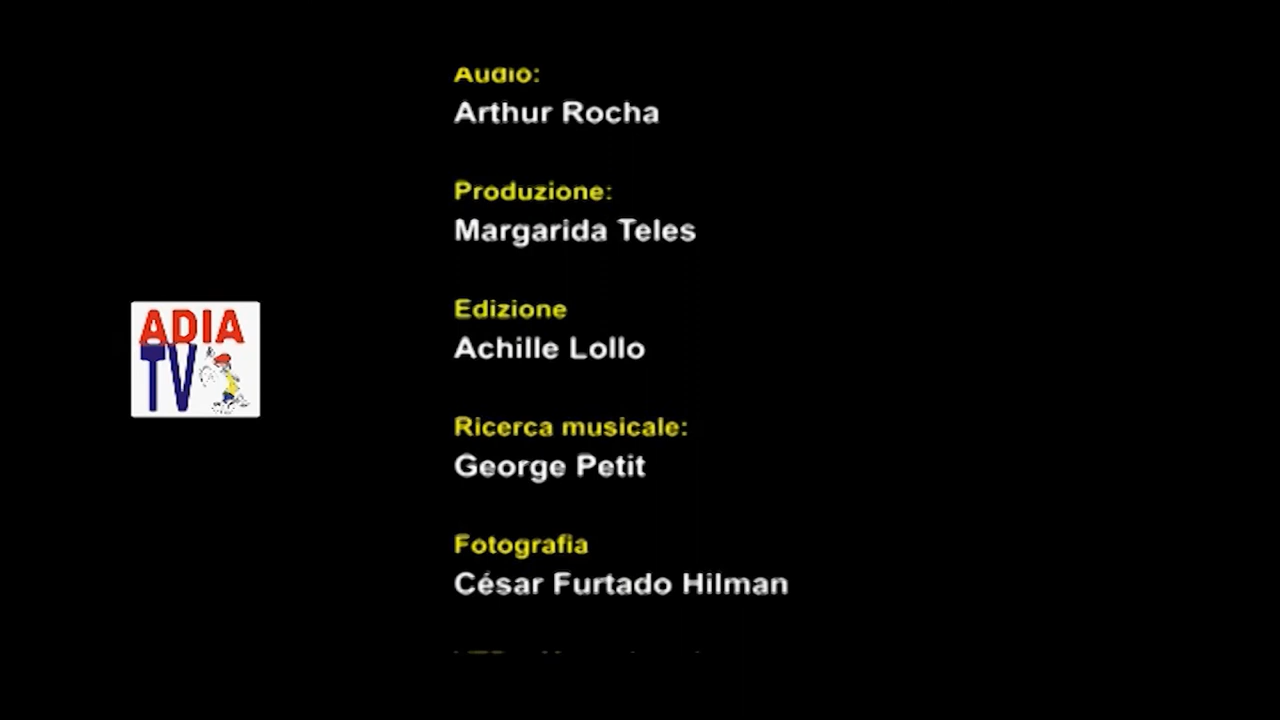 Audio:
Arthur Rocha
Produzione:
Margarida Teles
ADIA
TV
Edizione
Achille Lollo
Ricerca musicale:
George Petit
Fotografia
César Furtado Hilman